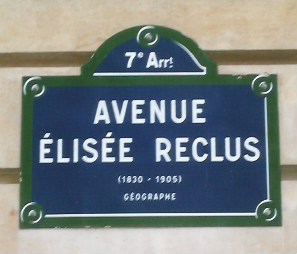 7e Arrt
AVENUE
ÉLISÉE RECLUS
(1830 - 1905)
GÉOGRAPHE